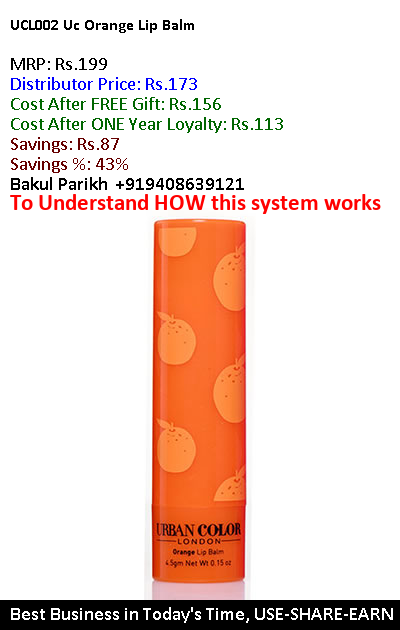 UCL002 Uc Orange Lip Balm
MRP: Rs.199
Distributor Price: Rs.173
Cost After FREE Gift: Rs.156
Cost After ONE Year Loyalty: Rs.113
Savings: Rs.87
Savings %: 43%
Bakul Parikh +919408639121
To Understand HOW this system works
URBAN COLOR
LONDON
Orange Lip Balm
4.5gm Net Wt 0.15 oz
Best Business in Today's Time, USE-SHARE-EARN